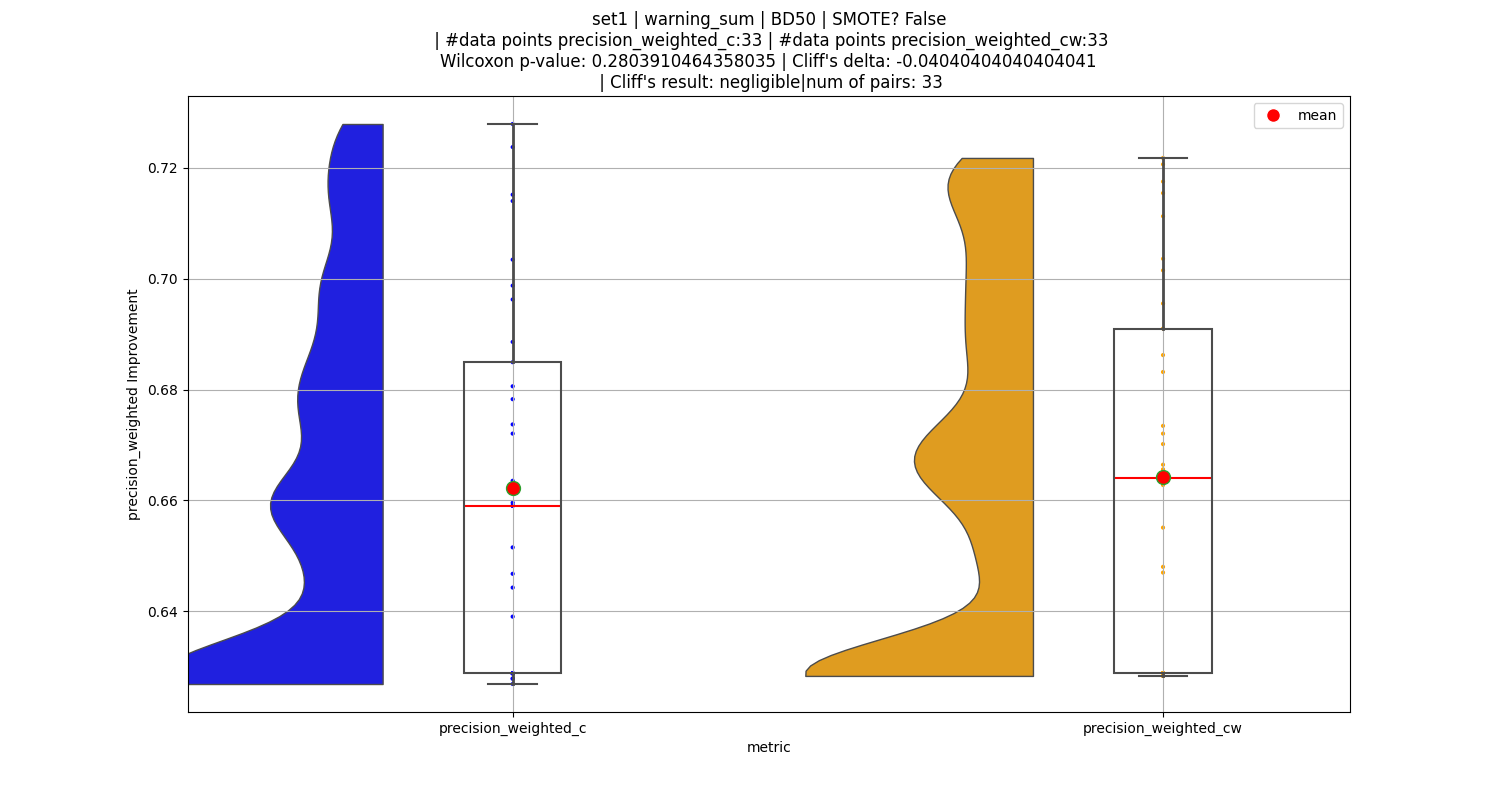 set1 | warning_sum | BD50 | SMOTE? False
| #data points precision_weighted_c:33 | #data points precision_weighted_cw:33
Wilcoxon p-value: 0.2803910464358035 | Cliff's delta: -0.04040404040404041
| Cliff's result: negligible|num of pairs: 33
mean
0.72
0.70
0.68
0.66
0.64
precision_weighted Improvement
precision_weighted_c
precision_weighted_cw
metric